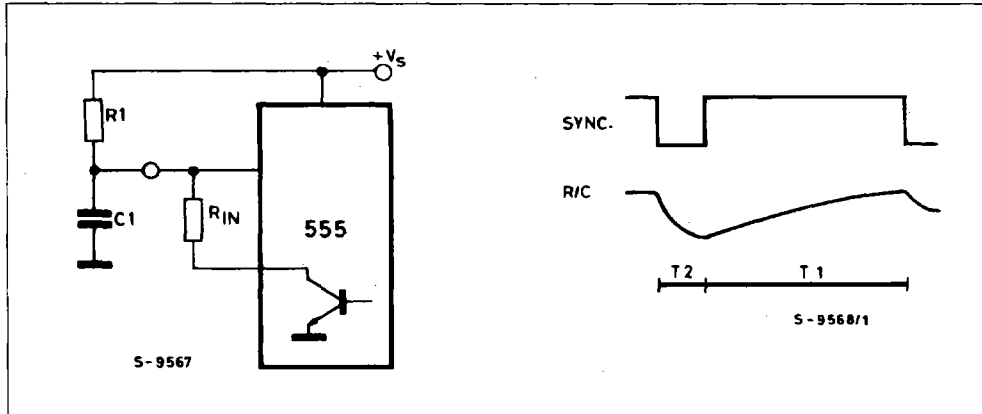 +Vs
R1
C1
RIN
555
S-9567
SYNC.
R/C
T2
T1
S-9568/1